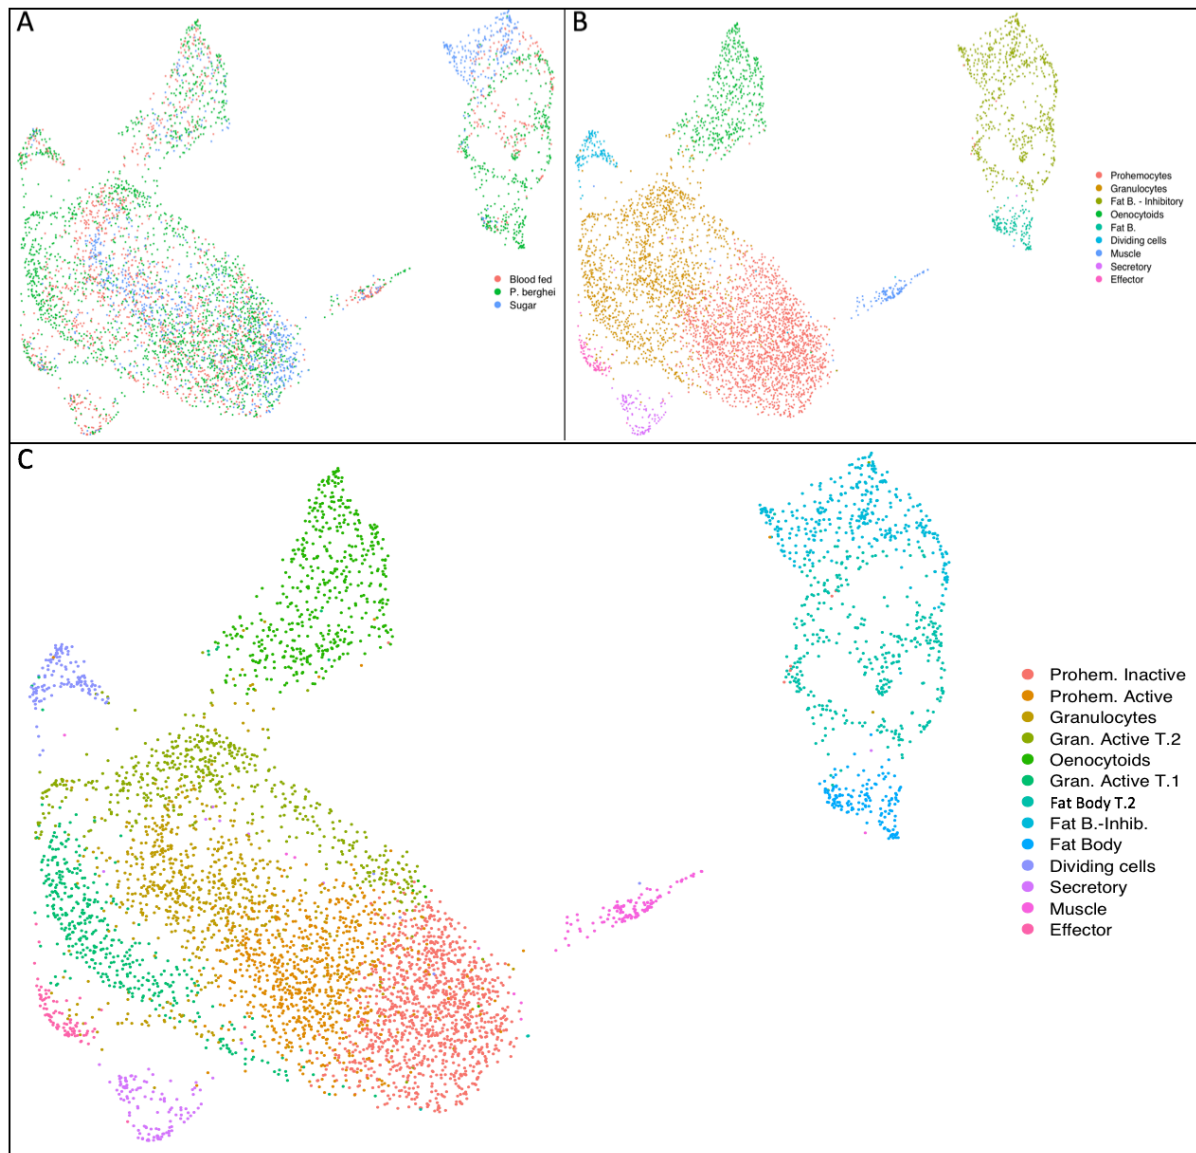 A
Blood fed
P. berghei
Sugar
B
Prohemocytes
Granulocytes
Fat B. - Inhibitory
Oenocytoids
Fat B.
Dividing cells
Muscle
Secretory
Effector
C
Prohem. Inactive
Prohem. Active
Granulocytes
Gran. Active T.2
Oenocytoids
Gran. Active T.1
Fat Body T.2
Fat B.-Inhib.
Fat Body
Dividing cells
Secretory
Muscle
Effector